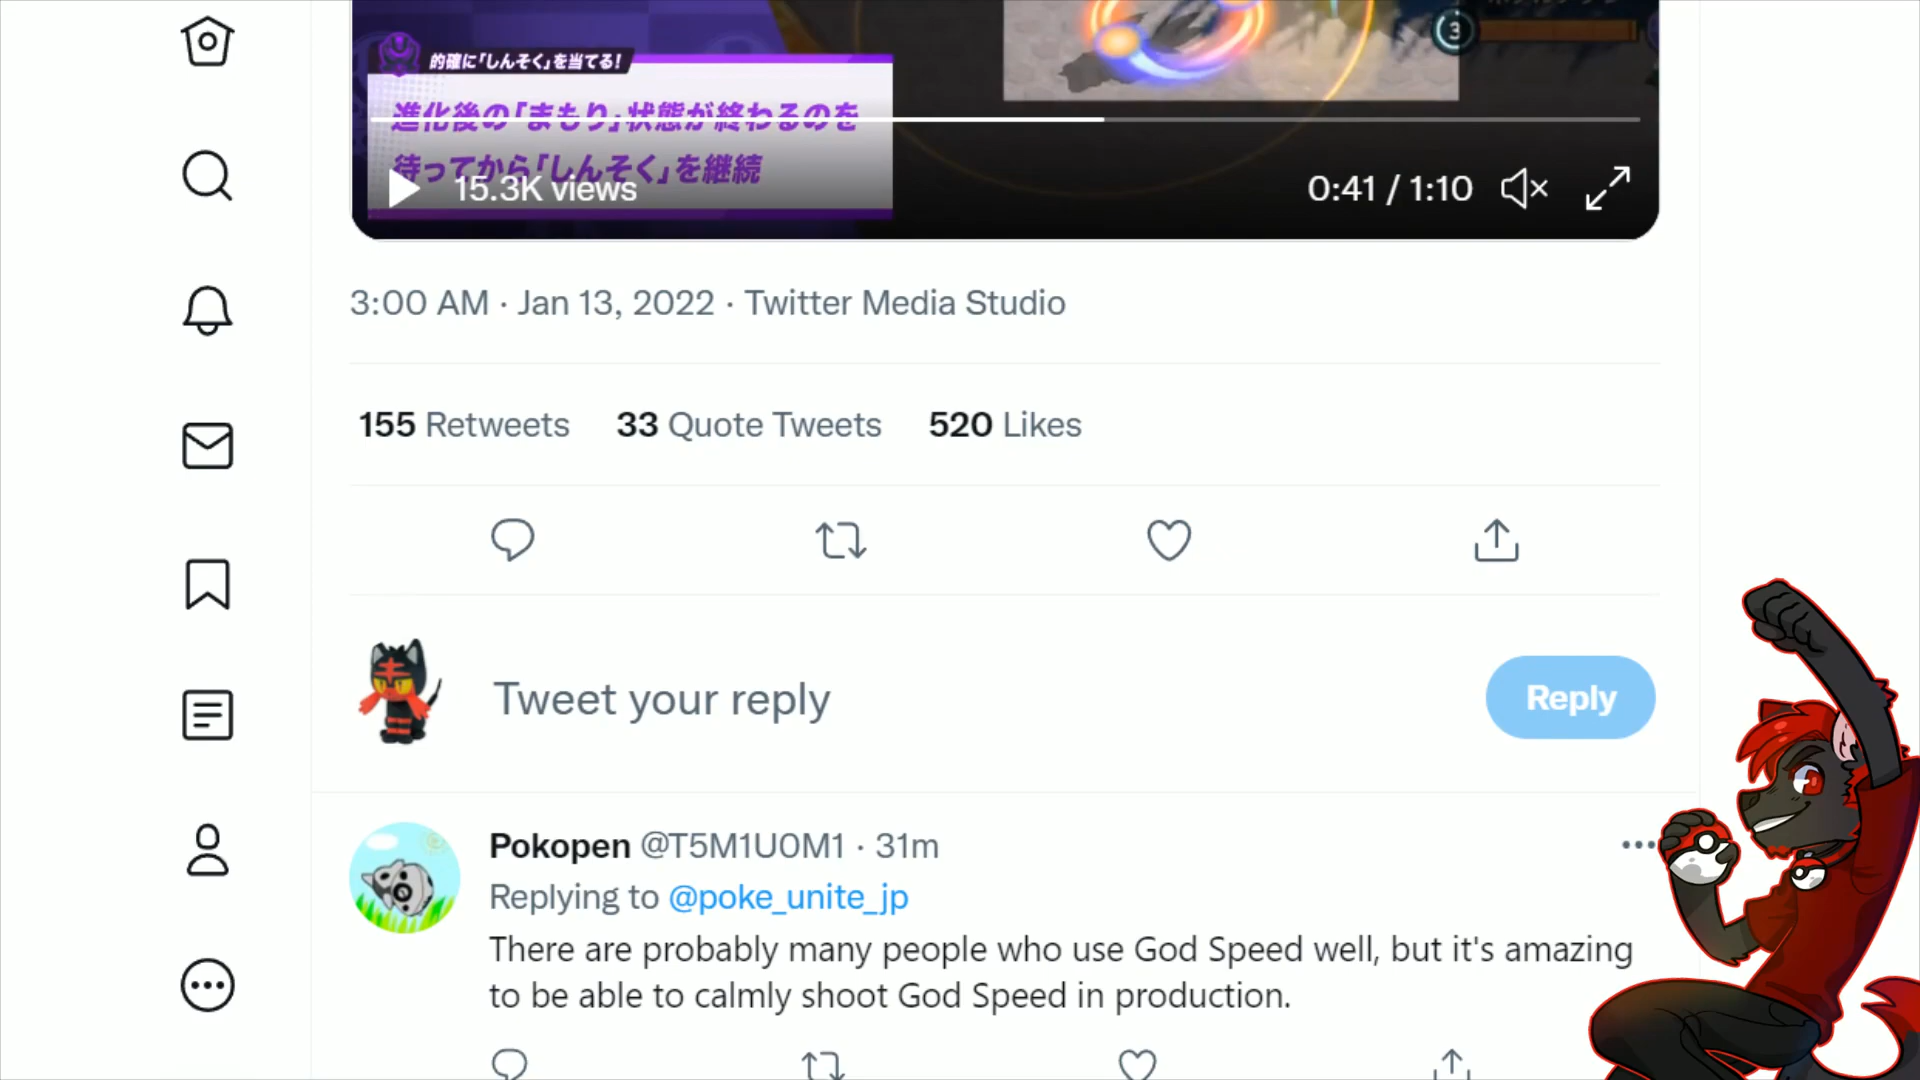 3
的確に「しんそく」を当てる!
進化後の「まもり」状態が終わるのを
待ってから「しんそく」を継続
15.3K views
0:41 / 1:10
3:00 AM · Jan 13, 2022 · Twitter Media Studio
155 Retweets 33 Quote Tweets 520 Likes
Tweet your reply
Reply
Pokopen @T5M1U0M1 · 31m
Replying to @poke_unite_jp
There are probably many people who use God Speed well, but it's amazing
to be able to calmly shoot God Speed in production.